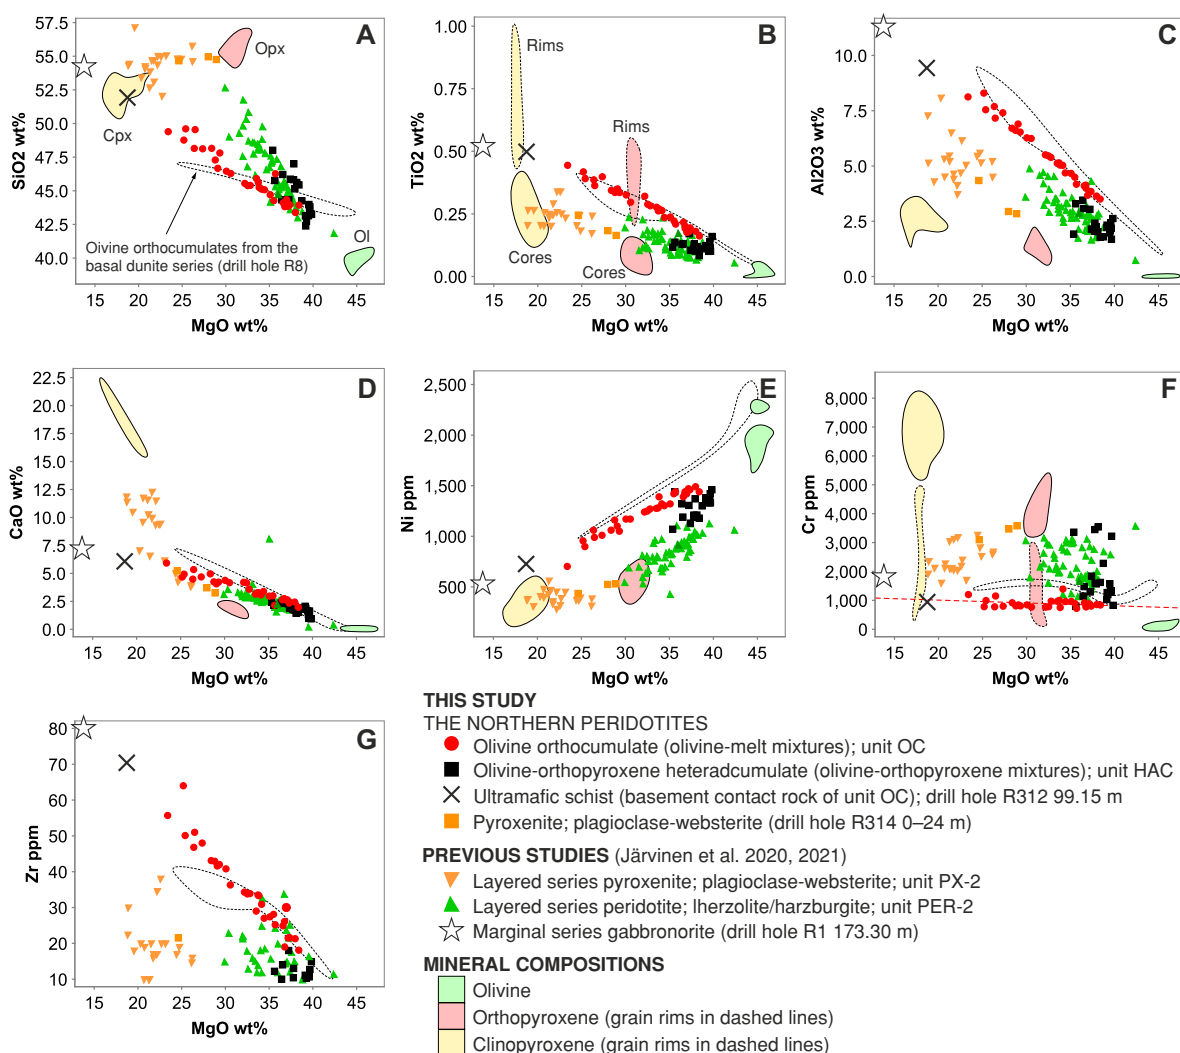 57.5
55.0
52.5
50.0
47.5
45.0
42.5
40.0
SiO2 wt%
A
Opx
Cpx
Ol
Olivine orthocumulates from the
basal dunite series (drill hole R8)
15 20 25 30 35 40 45
MgO wt%
1.00
0.75
0.50
0.25
0.00
TiO2 wt%
B
Rims
Rims
Cores
Cores
15 20 25 30 35 40 45
MgO wt%
10.0
7.5
5.0
2.5
0.0
Al2O3 wt%
C
15 20 25 30 35 40 45
MgO wt%
22.5
20.0
17.5
15.0
12.5
10.0
7.5
5.0
2.5
0.0
CaO wt%
D
15 20 25 30 35 40 45
MgO wt%
2,500
2,000
1,500
1,000
500
Ni ppm
E
15 20 25 30 35 40 45
MgO wt%
8,000
7,000
6,000
5,000
4,000
3,000
2,000
1,000
0
Cr ppm
F
15 20 25 30 35 40 45
MgO wt%
80
70
60
50
40
30
20
10
Zr ppm
G
15 20 25 30 35 40 45
MgO wt%
THIS STUDY
THE NORTHERN PERIDOTITES
Olivine orthocumulate (olivine-melt mixtures); unit OC
Olivine-orthopyroxene heteradcumulate (olivine-orthopyroxene mixtures); unit HAC
Ultramafic schist (basement contact rock of unit OC); drill hole R312 99.15 m
Pyroxenite; plagioclase-websterite (drill hole R314 0–24 m)
PREVIOUS STUDIES (Järvinen et al. 2020, 2021)
Layered series pyroxenite; plagioclase-websterite; unit PX-2
Layered series peridotite; lherzolite/harzburgite; unit PER-2
Marginal series gabbronorite (drill hole R1 173.30 m)
MINERAL COMPOSITIONS
Olivine
Orthopyroxene (grain rims in dashed lines)
Clinopyroxene (grain rims in dashed lines)